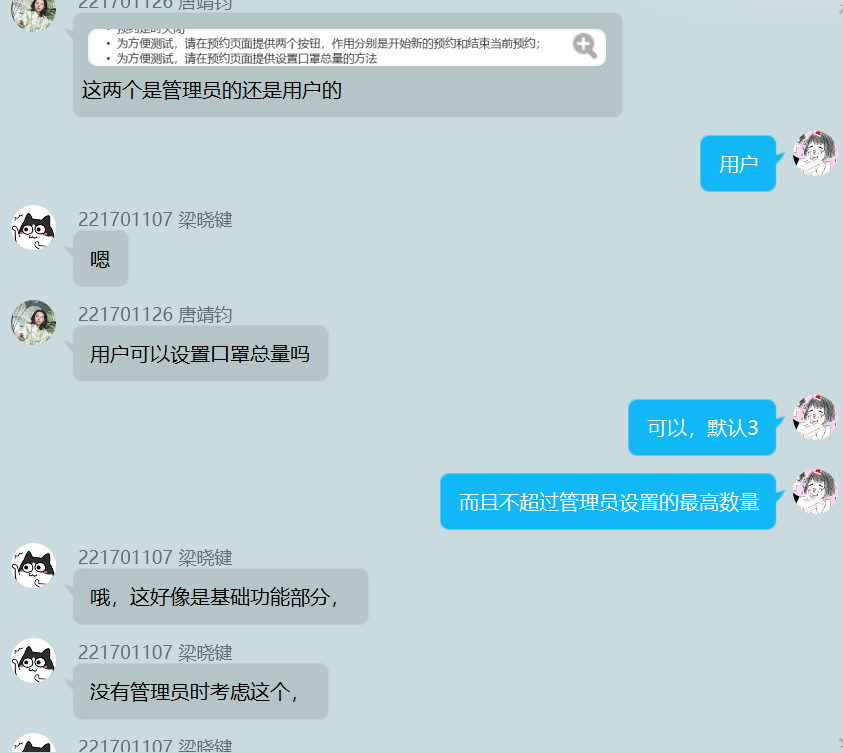 221701126 唐靖钧
• 预约定时关闭
• 为方便测试，请在预约页面提供两个按钮，作用分别是开始新的预约和结束当前预约；
• 为方便测试，请在预约页面提供设置口罩总量的方法
这两个是管理员的还是用户的
用户
221701107 梁晓键
嗯
221701126 唐靖钧
用户可以设置口罩总量吗
可以，默认3
而且不超过管理员设置的最高数量
221701107 梁晓键
哦，这好像是基础功能部分，
221701107 梁晓键
没有管理员时考虑这个，
221701107 梁晓键